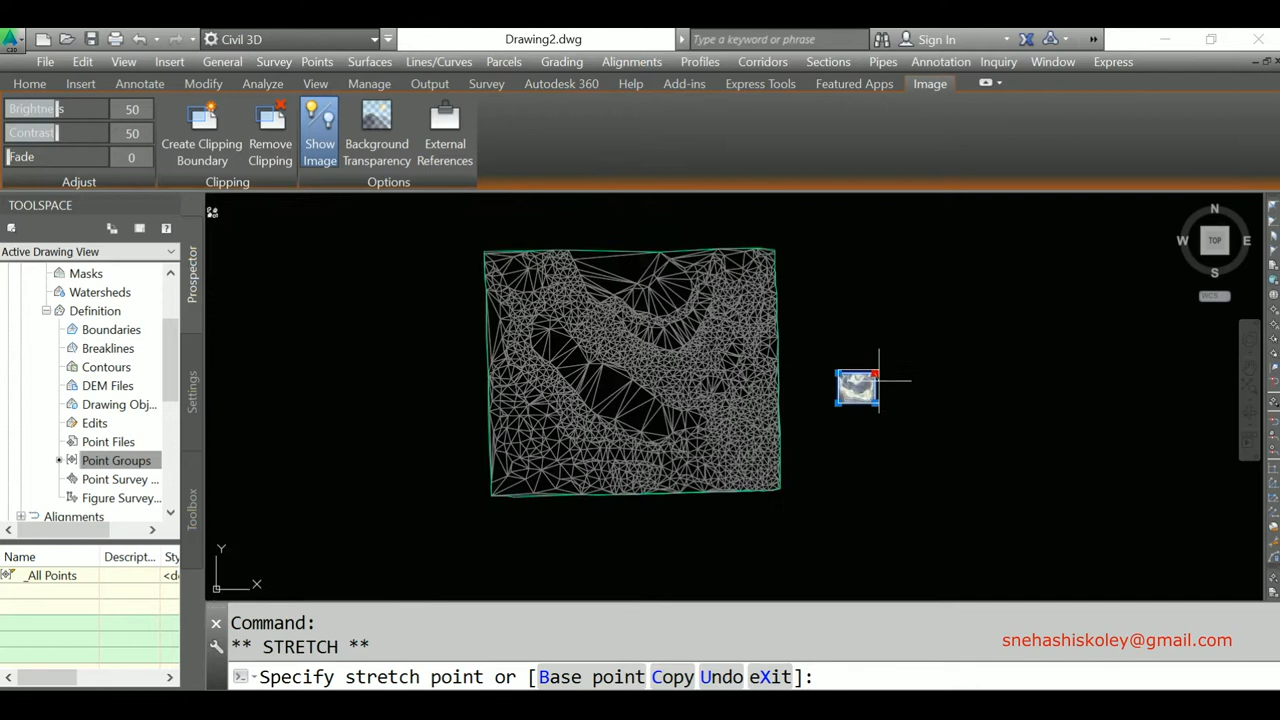 C3D
Civil 3D
Drawing2.dwg
Type a keyword or phrase
Sign In
File Edit View Insert General Survey Points Surfaces Lines/Curves Parcels Grading Alignments Profiles Corridors Sections Pipes Annotation Inquiry Window Express
Home Insert Annotate Modify Analyze View Manage Output Survey Autodesk 360 Help Add-ins Express Tools Featured Apps Image
Brightness 50
Contrast 50
Fade 0
Create Clipping Boundary
Remove Clipping
Show Image
Background Transparency
External References
Adjust
Clipping
Options
TOOLSPACE
Active Drawing View
Masks
Watersheds
Definition
Boundaries
Breaklines
Contours
DEM Files
Drawing Obj...
Edits
Point Files
Point Groups
Point Survey ...
Figure Survey...
Alignments
Prospector
Settings
Toolbox
Name Descript... Sty
_All Points <d
N
W TOP E
S
WCS
Y
X
Command:
** STRETCH **
Specify stretch point or [Base point Copy Undo eXit]:
snehashiskoley@gmail.com